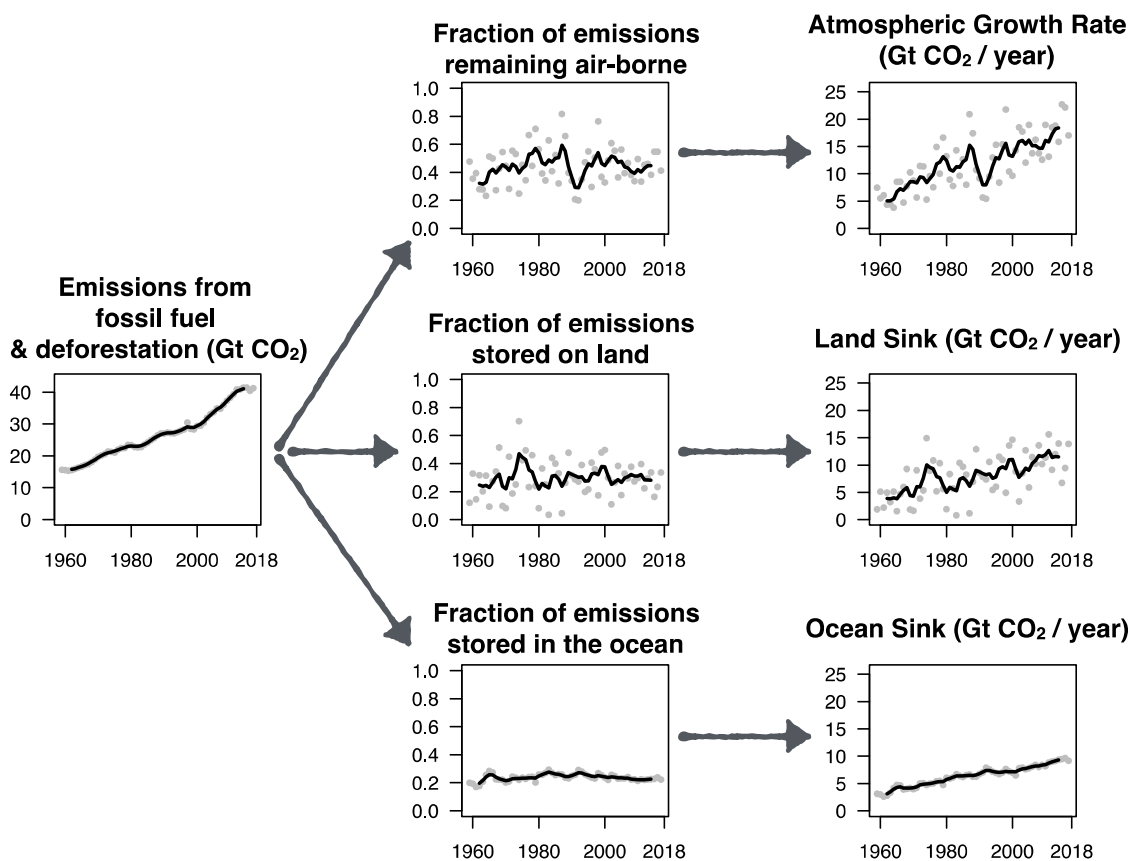 Emissions from
fossil fuel
& deforestation (Gt CO₂)
40
30
20
10
0
1960 1980 2000 2018
Fraction of emissions
remaining air-borne
1.0
0.8
0.6
0.4
0.2
0.0
1960 1980 2000 2018
Atmospheric Growth Rate
(Gt CO₂ / year)
25
20
15
10
5
0
1960 1980 2000 2018
Fraction of emissions
stored on land
1.0
0.8
0.6
0.4
0.2
0.0
1960 1980 2000 2018
Land Sink (Gt CO₂ / year)
25
20
15
10
5
0
1960 1980 2000 2018
Fraction of emissions
stored in the ocean
1.0
0.8
0.6
0.4
0.2
0.0
1960 1980 2000 2018
Ocean Sink (Gt CO₂ / year)
25
20
15
10
5
0
1960 1980 2000 2018